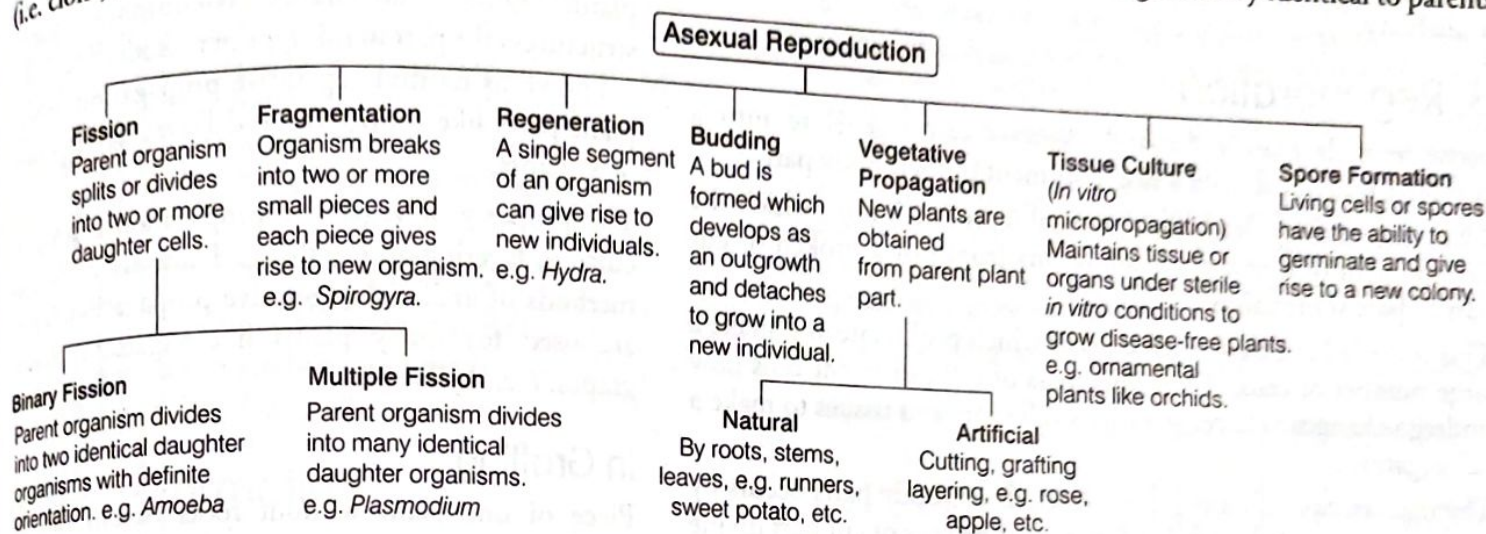 (i.e.
identical to parent
Asexual Reproduction
Fission
Parent organism
splits or divides
into two or more
daughter cells.
Fragmentation
Organism breaks
into two or more
small pieces and
each piece gives
rise to new organism.
e.g. Spirogyra.
Regeneration
A single segment
of an organism
can give rise to
new individuals.
e.g. Hydra.
Budding
A bud is
formed which
develops as
an outgrowth
and detaches
to grow into a
new individual.
Vegetative
Propagation
New plants are
obtained
from parent plant
part.
Tissue Culture
(In vitro
micropropagation)
Maintains tissue or
organs under sterile
in vitro conditions to
grow disease-free plants.
e.g. ornamental
plants like orchids.
Spore Formation
Living cells or spores
have the ability to
germinate and give
rise to a new colony.
Binary Fission
Parent organism divides
into two identical daughter
organisms with definite
orientation. e.g. Amoeba
Multiple Fission
Parent organism divides
into many identical
daughter organisms.
e.g. Plasmodium
Natural
By roots, stems,
leaves, e.g. runners,
sweet potato, etc.
Artificial
Cutting, grafting
layering, e.g. rose,
apple, etc.